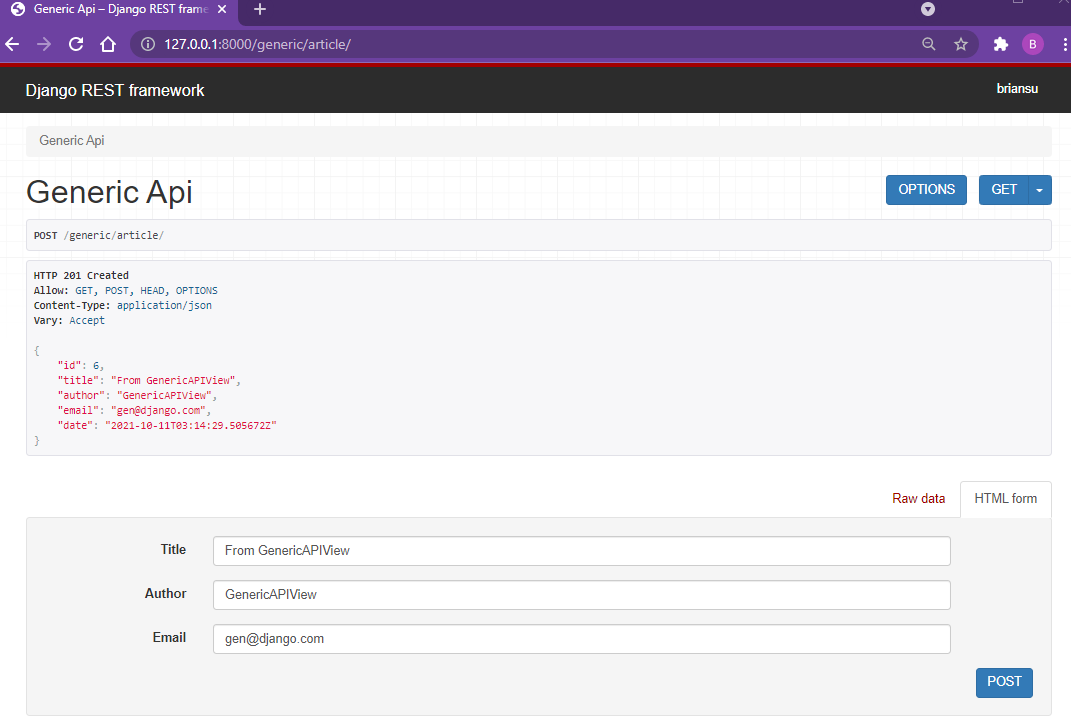 Generic Api – Django REST frame
127.0.0.1:8000/generic/article/
B
Django REST framework
briansu
Generic Api
Generic Api
OPTIONS
GET
POST /generic/article/
HTTP 201 Created
Allow: GET, POST, HEAD, OPTIONS
Content-Type: application/json
Vary: Accept
{
    "id": 6,
    "title": "From GenericAPIView",
    "author": "GenericAPIView",
    "email": "gen@django.com",
    "date": "2021-10-11T03:14:29.505672Z"
}
Raw data
HTML form
Title
From GenericAPIView
Author
GenericAPIView
Email
gen@django.com
POST